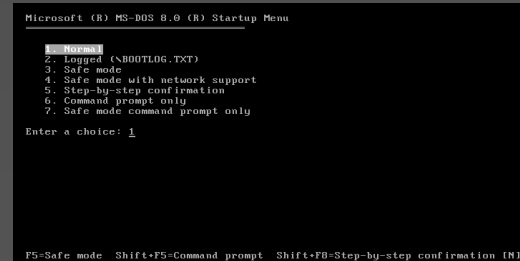 Microsoft (R) MS-DOS 8.0 (R) Startup Menu
1. Normal
2. Logged (\BOOTLOG.TXT)
3. Safe mode
4. Safe mode with network support
5. Step-by-step confirmation
6. Command prompt only
7. Safe mode command prompt only
Enter a choice: 1
F5=Safe mode Shift+F5=Command prompt Shift+F8=Step-by-step confirmation [N]